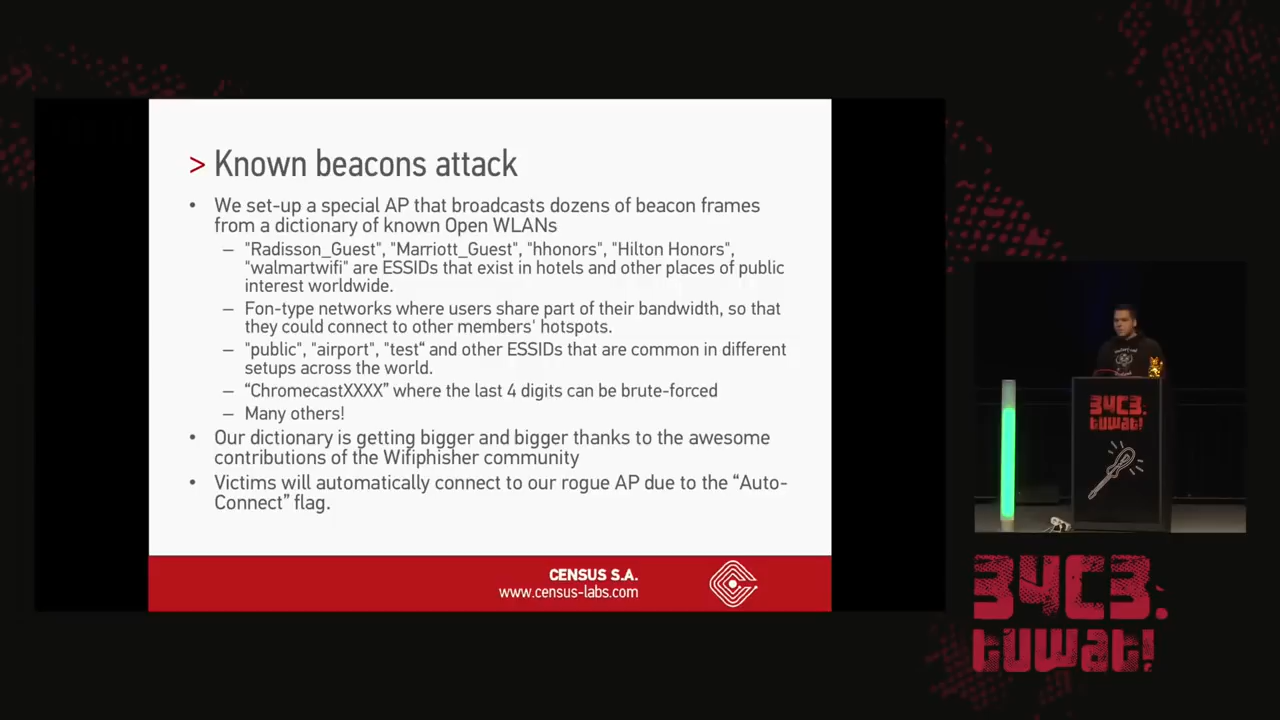 > Known beacons attack
• We set-up a special AP that broadcasts dozens of beacon frames
from a dictionary of known Open WLANs
– "Radisson_Guest", "Marriott_Guest", "hhonors", "Hilton Honors",
"walmartwifi" are ESSIDs that exist in hotels and other places of public
interest worldwide.
– Fon-type networks where users share part of their bandwidth, so that
they could connect to other members' hotspots.
– "public", "airport", "test“ and other ESSIDs that are common in different
setups across the world.
– “ChromecastXXXX” where the last 4 digits can be brute-forced
– Many others!
• Our dictionary is getting bigger and bigger thanks to the awesome
contributions of the Wifiphisher community
• Victims will automatically connect to our rogue AP due to the “Auto-
Connect” flag.
CENSUS S.A.
www.census-labs.com
34C3.
tuwat!
34C3.
tuwat!